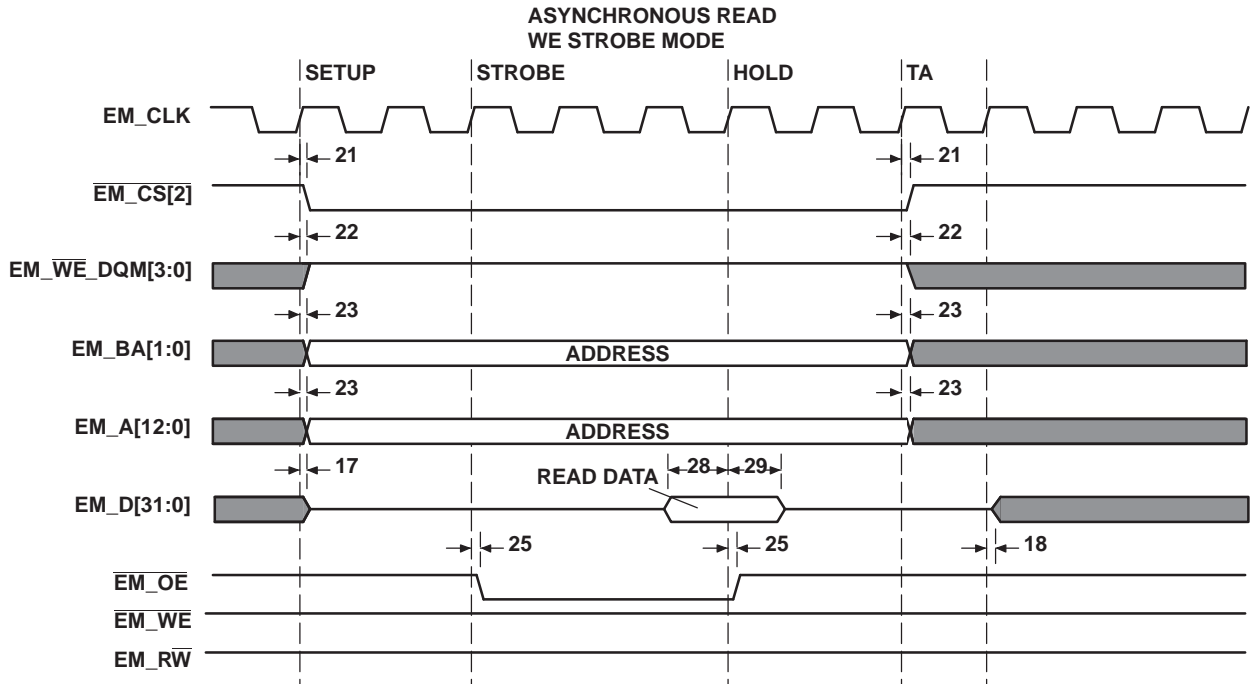 ASYNCHRONOUS READ
WE STROBE MODE
SETUP STROBE HOLD TA
EM_CLK
21 21
EM_CS[2]
22 22
EM_WE_DQM[3:0]
23 23
EM_BA[1:0] ADDRESS
23 23
EM_A[12:0] ADDRESS
17 READ DATA 28 29
EM_D[31:0]
25 25 18
EM_OE
EM_WE
EM_RW